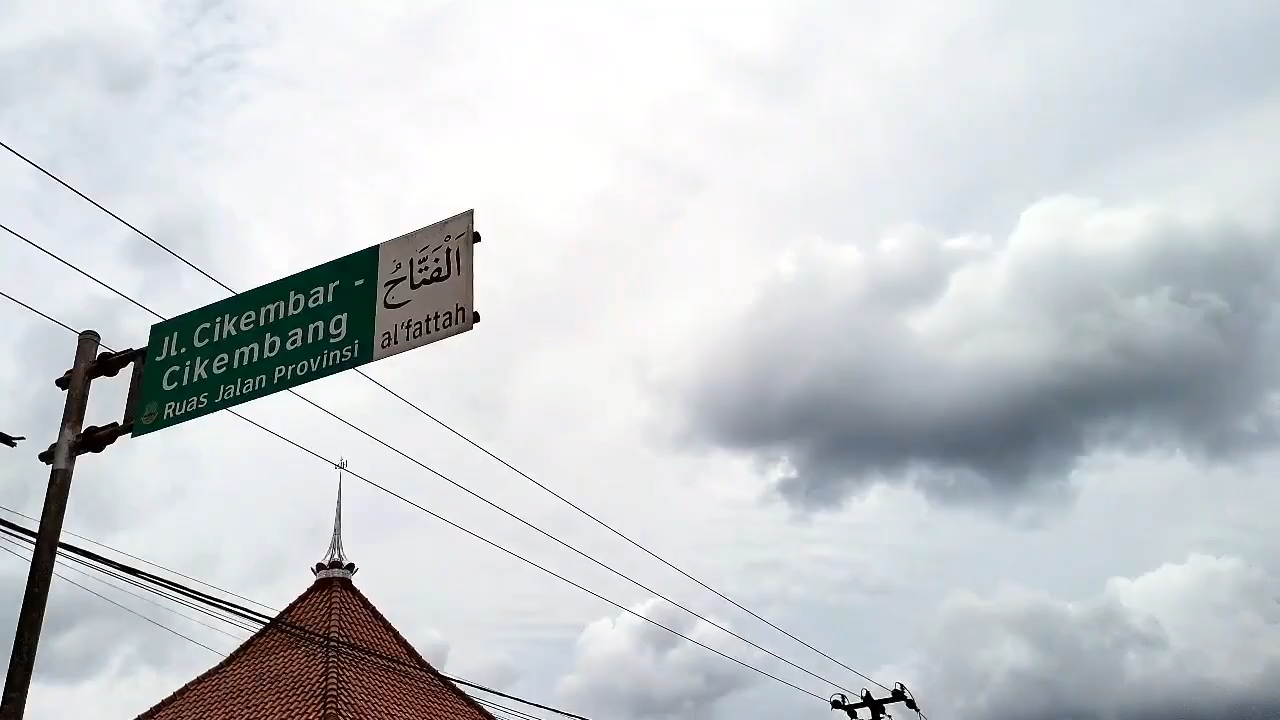 Jl. Cikembar -
Cikembang
Ruas Jalan Provinsi
اَلْفَتَّاحُ
al'fattah